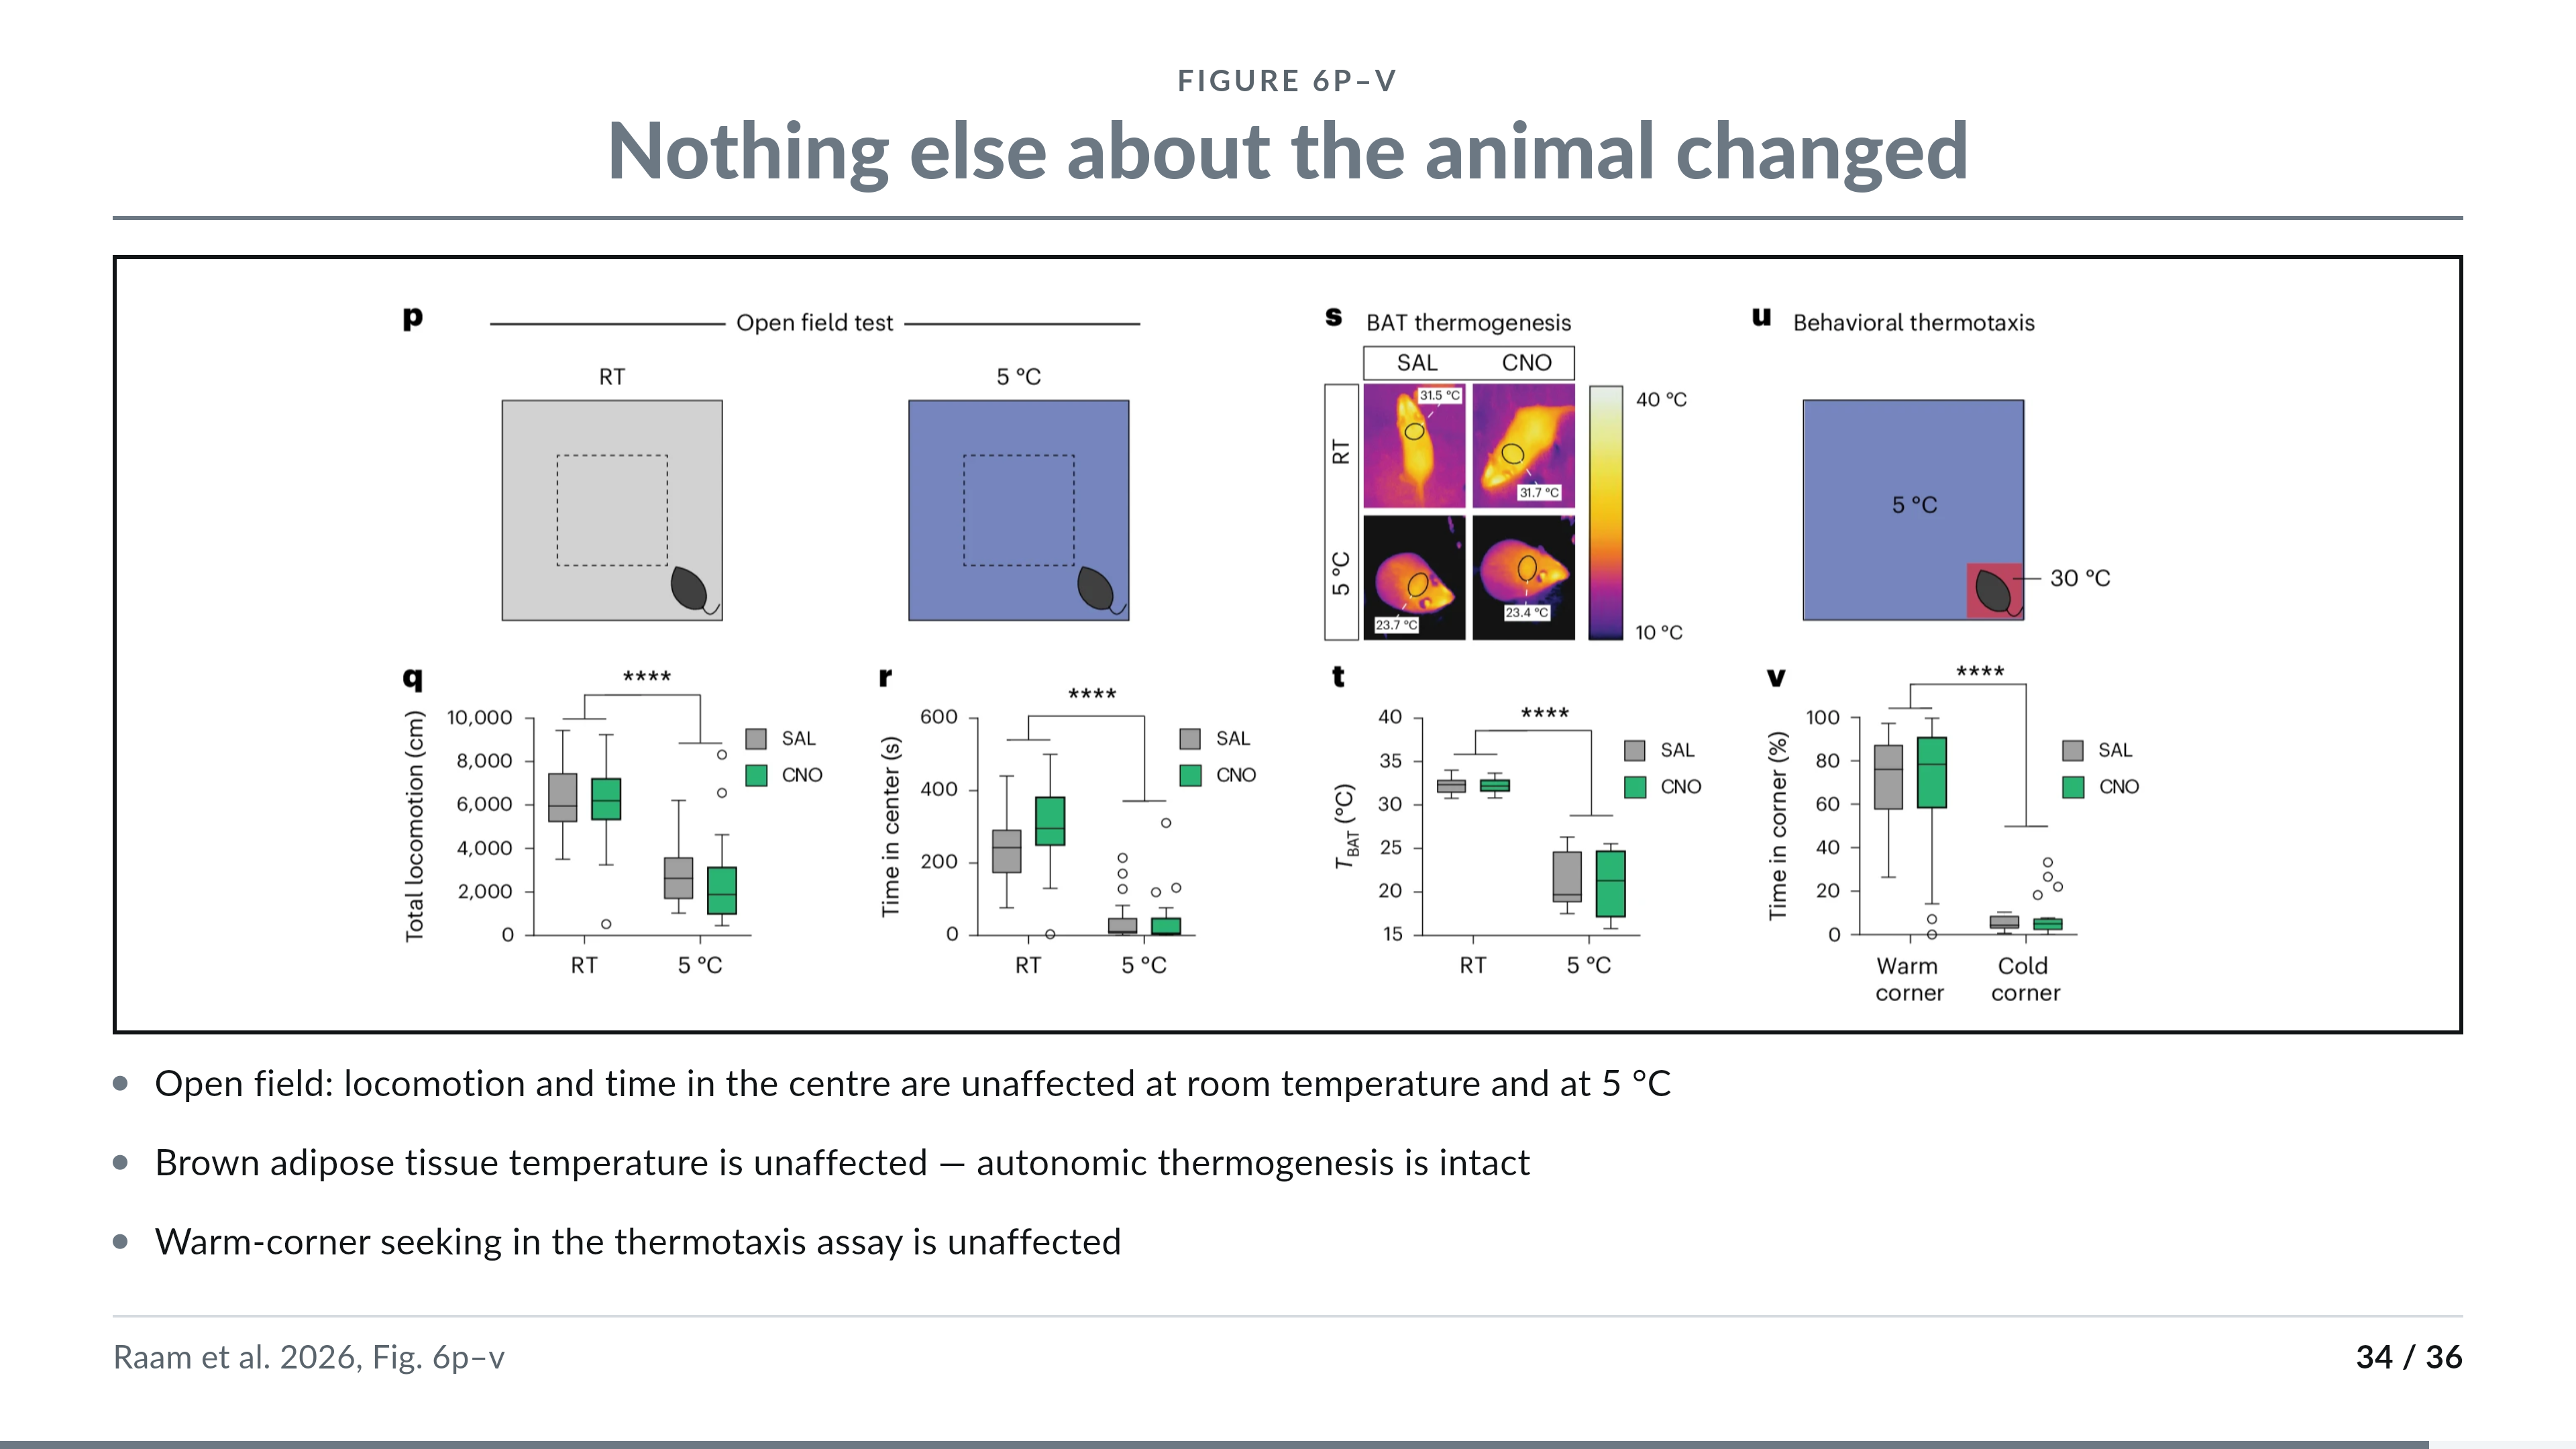 FIGURE 6P–V
Nothing else about the animal changed
p
Open field test
RT
5 °C
s
BAT thermogenesis
SAL
CNO
RT
5 °C
31.5 °C
31.7 °C
23.7 °C
23.4 °C
40 °C
10 °C
u
Behavioral thermotaxis
5 °C
30 °C
q
****
Total locomotion (cm)
10,000
8,000
6,000
4,000
2,000
0
RT
5 °C
SAL
CNO
r
****
Time in center (s)
600
400
200
0
RT
5 °C
SAL
CNO
t
****
TBAT (°C)
40
35
30
25
20
15
RT
5 °C
SAL
CNO
v
****
Time in corner (%)
100
80
60
40
20
0
Warm corner
Cold corner
SAL
CNO
• Open field: locomotion and time in the centre are unaffected at room temperature and at 5 °C
• Brown adipose tissue temperature is unaffected — autonomic thermogenesis is intact
• Warm-corner seeking in the thermotaxis assay is unaffected
Raam et al. 2026, Fig. 6p–v
34 / 36